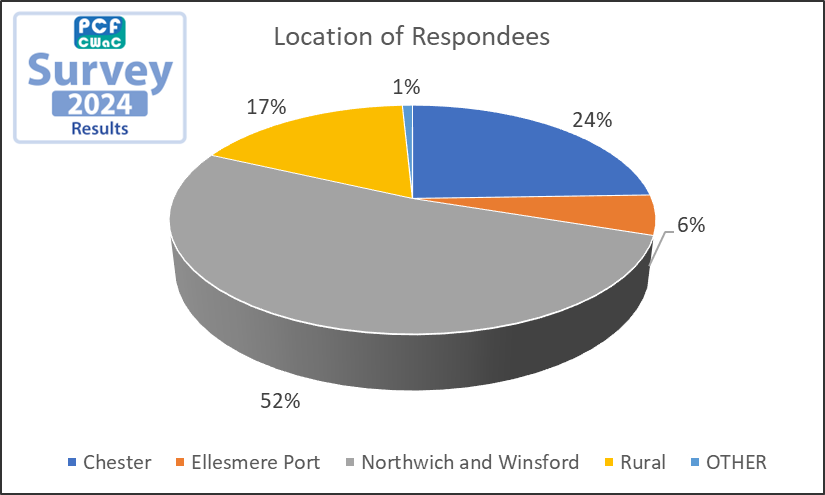 PCF
CWaC
Survey
2024
Results
Location of Respondees
1%
17%
24%
6%
52%
Chester
Ellesmere Port
Northwich and Winsford
Rural
OTHER